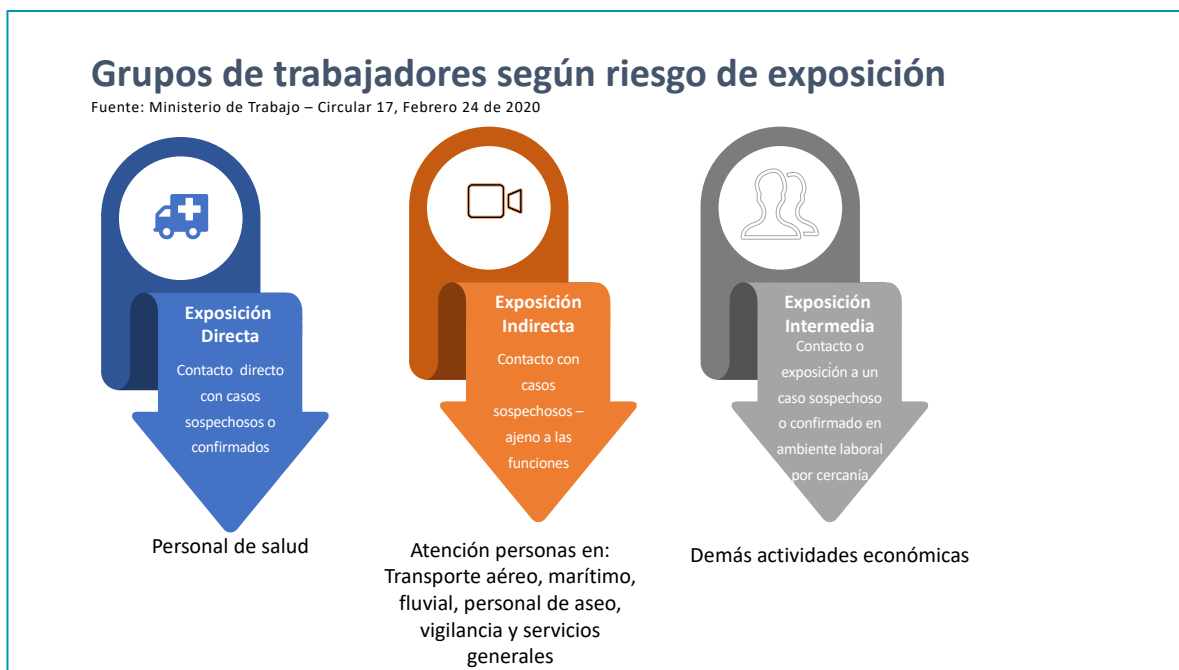 Grupos de trabajadores según riesgo de exposición
Fuente: Ministerio de Trabajo – Circular 17, Febrero 24 de 2020
Exposición
Directa
Contacto directo
con casos
sospechosos o
confirmados
Personal de salud
Exposición
Indirecta
Contacto con
casos
sospechosos –
ajeno a las
funciones
Atención personas en:
Transporte aéreo, marítimo,
fluvial, personal de aseo,
vigilancia y servicios
generales
Exposición
Intermedia
Contacto o
exposición a un
caso sospechoso
o confirmado en
ambiente laboral
por cercanía
Demás actividades económicas